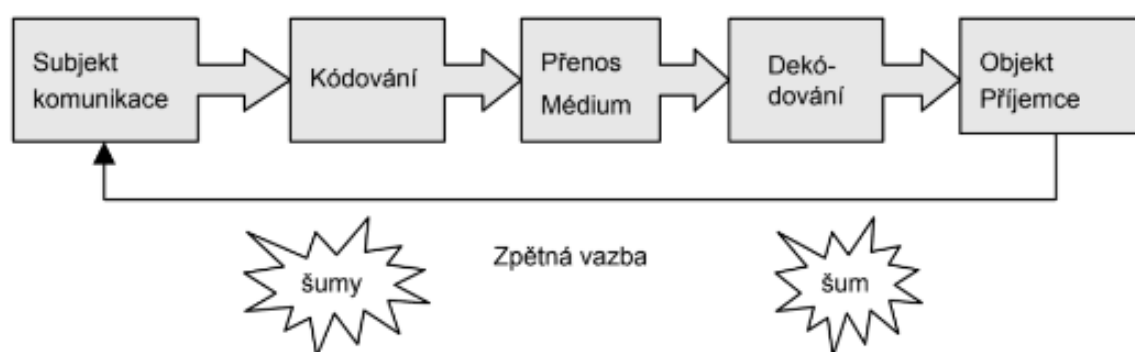 Subjekt
komunikace
Kódování
Přenos
Médium
Dekó-
dování
Objekt
Příjemce
Zpětná vazba
šumy
šum